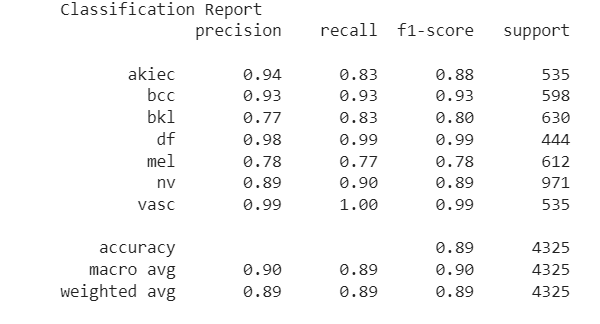 Classification Report
precision recall f1-score support
akiec 0.94 0.83 0.88 535
bcc 0.93 0.93 0.93 598
bkl 0.77 0.83 0.80 630
df 0.98 0.99 0.99 444
mel 0.78 0.77 0.78 612
nv 0.89 0.90 0.89 971
vasc 0.99 1.00 0.99 535
accuracy 0.89 4325
macro avg 0.90 0.89 0.90 4325
weighted avg 0.89 0.89 0.89 4325